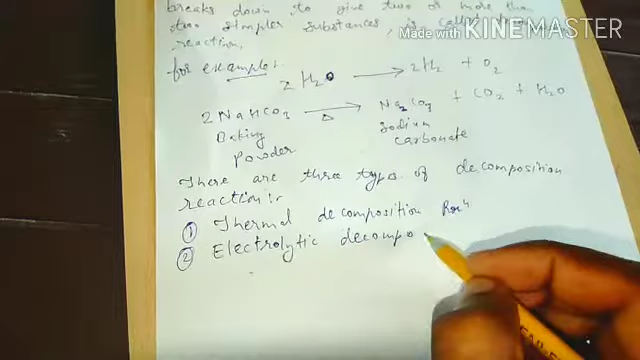 breaks down to give two or more than
two simpler substances is called
reaction.
for example:
2 H2O → 2H2 + O2
2NaHCO3 → Na2CO3 + CO2 + H2O
Δ
Baking
Powder
Sodium
carbonate
There are three types of decomposition
reaction:-
① Thermal decomposition Rxn
② Electrolytic decompo
Made with KINEMASTER